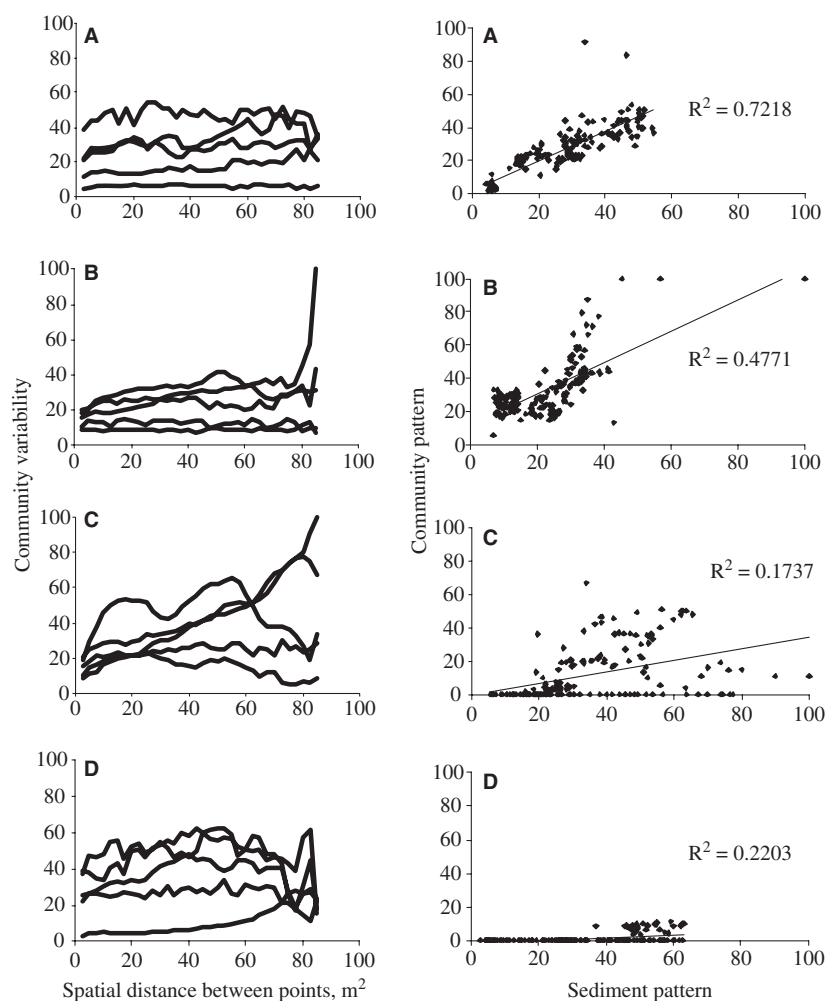 100
A
80
60
40
20
0
0 20 40 60 80 100
100
A
80
60
40
20
0
0 20 40 60 80 100
R² = 0.7218
100
B
80
60
40
20
0
0 20 40 60 80 100
100
B
80
60
40
20
0
0 20 40 60 80 100
R² = 0.4771
Community variability
Community pattern
100
C
80
60
40
20
0
0 20 40 60 80 100
100
C
80
60
40
20
0
0 20 40 60 80 100
R² = 0.1737
100
D
80
60
40
20
0
0 20 40 60 80 100
Spatial distance between points, m²
100
D
80
60
40
20
0
0 20 40 60 80 100
R² = 0.2203
Sediment pattern